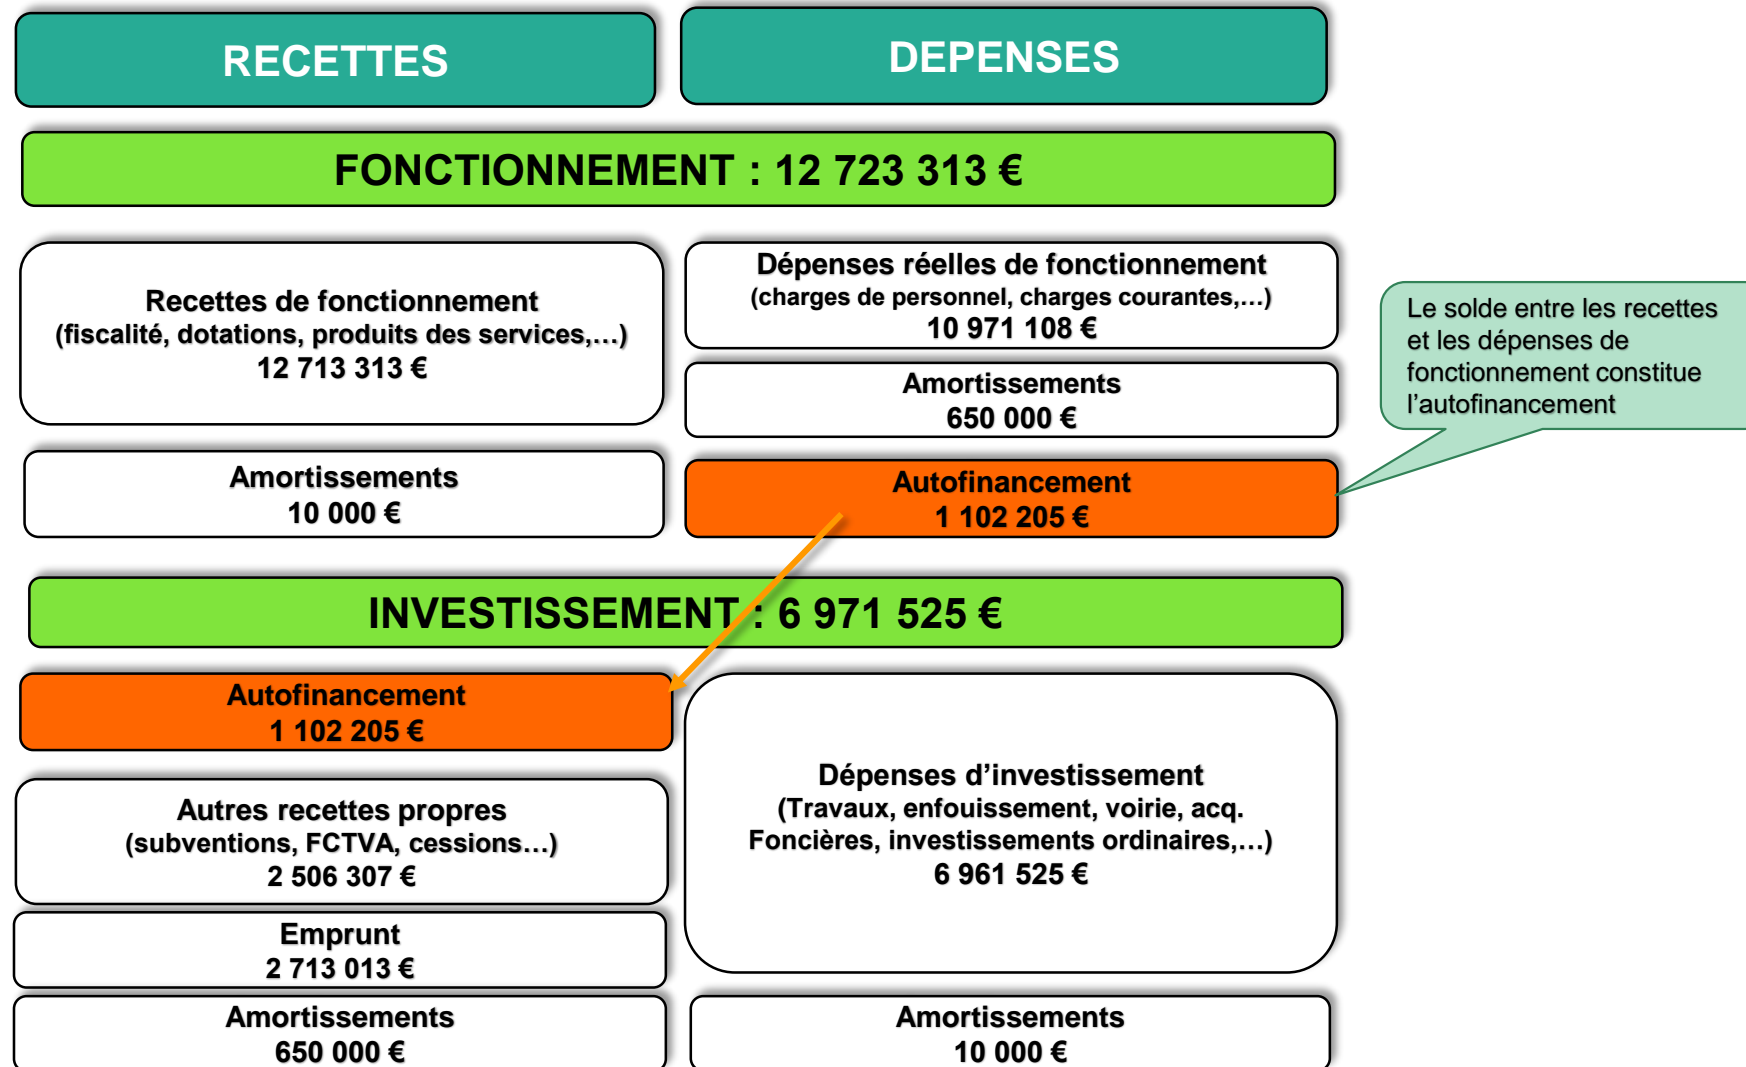 RECETTES
DEPENSES
FONCTIONNEMENT : 12 723 313 €
Recettes de fonctionnement
(fiscalité, dotations, produits des services,…)
12 713 313 €
Amortissements
10 000 €
Dépenses réelles de fonctionnement
(charges de personnel, charges courantes,…)
10 971 108 €
Amortissements
650 000 €
Autofinancement
1 102 205 €
Le solde entre les recettes
et les dépenses de
fonctionnement constitue
l’autofinancement
INVESTISSEMENT : 6 971 525 €
Autofinancement
1 102 205 €
Autres recettes propres
(subventions, FCTVA, cessions…)
2 506 307 €
Emprunt
2 713 013 €
Amortissements
650 000 €
Dépenses d’investissement
(Travaux, enfouissement, voirie, acq.
Foncières, investissements ordinaires,…)
6 961 525 €
Amortissements
10 000 €